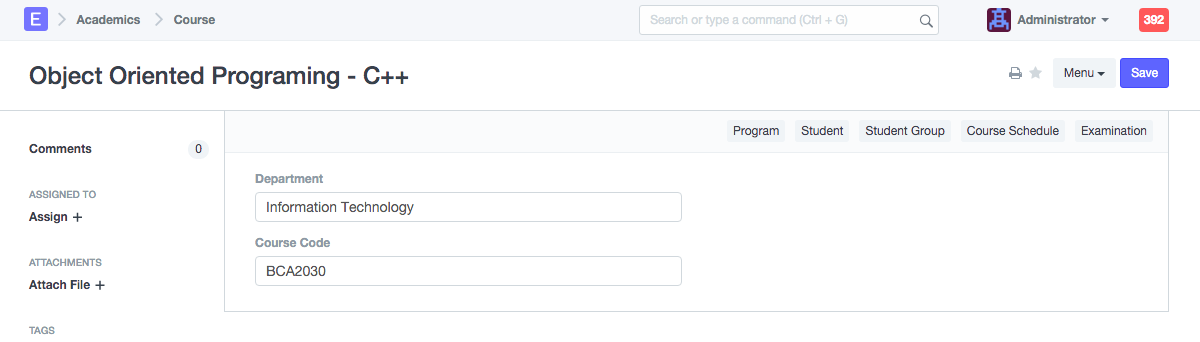 E Academics Course Search or type a command (Ctrl + G) Administrator 392
Object Oriented Programing - C++ Menu Save
Program Student Student Group Course Schedule Examination
Comments 0
Department
ASSIGNED TO
Information Technology
Assign +
Course Code
ATTACHMENTS
BCA2030
Attach File +
TAGS